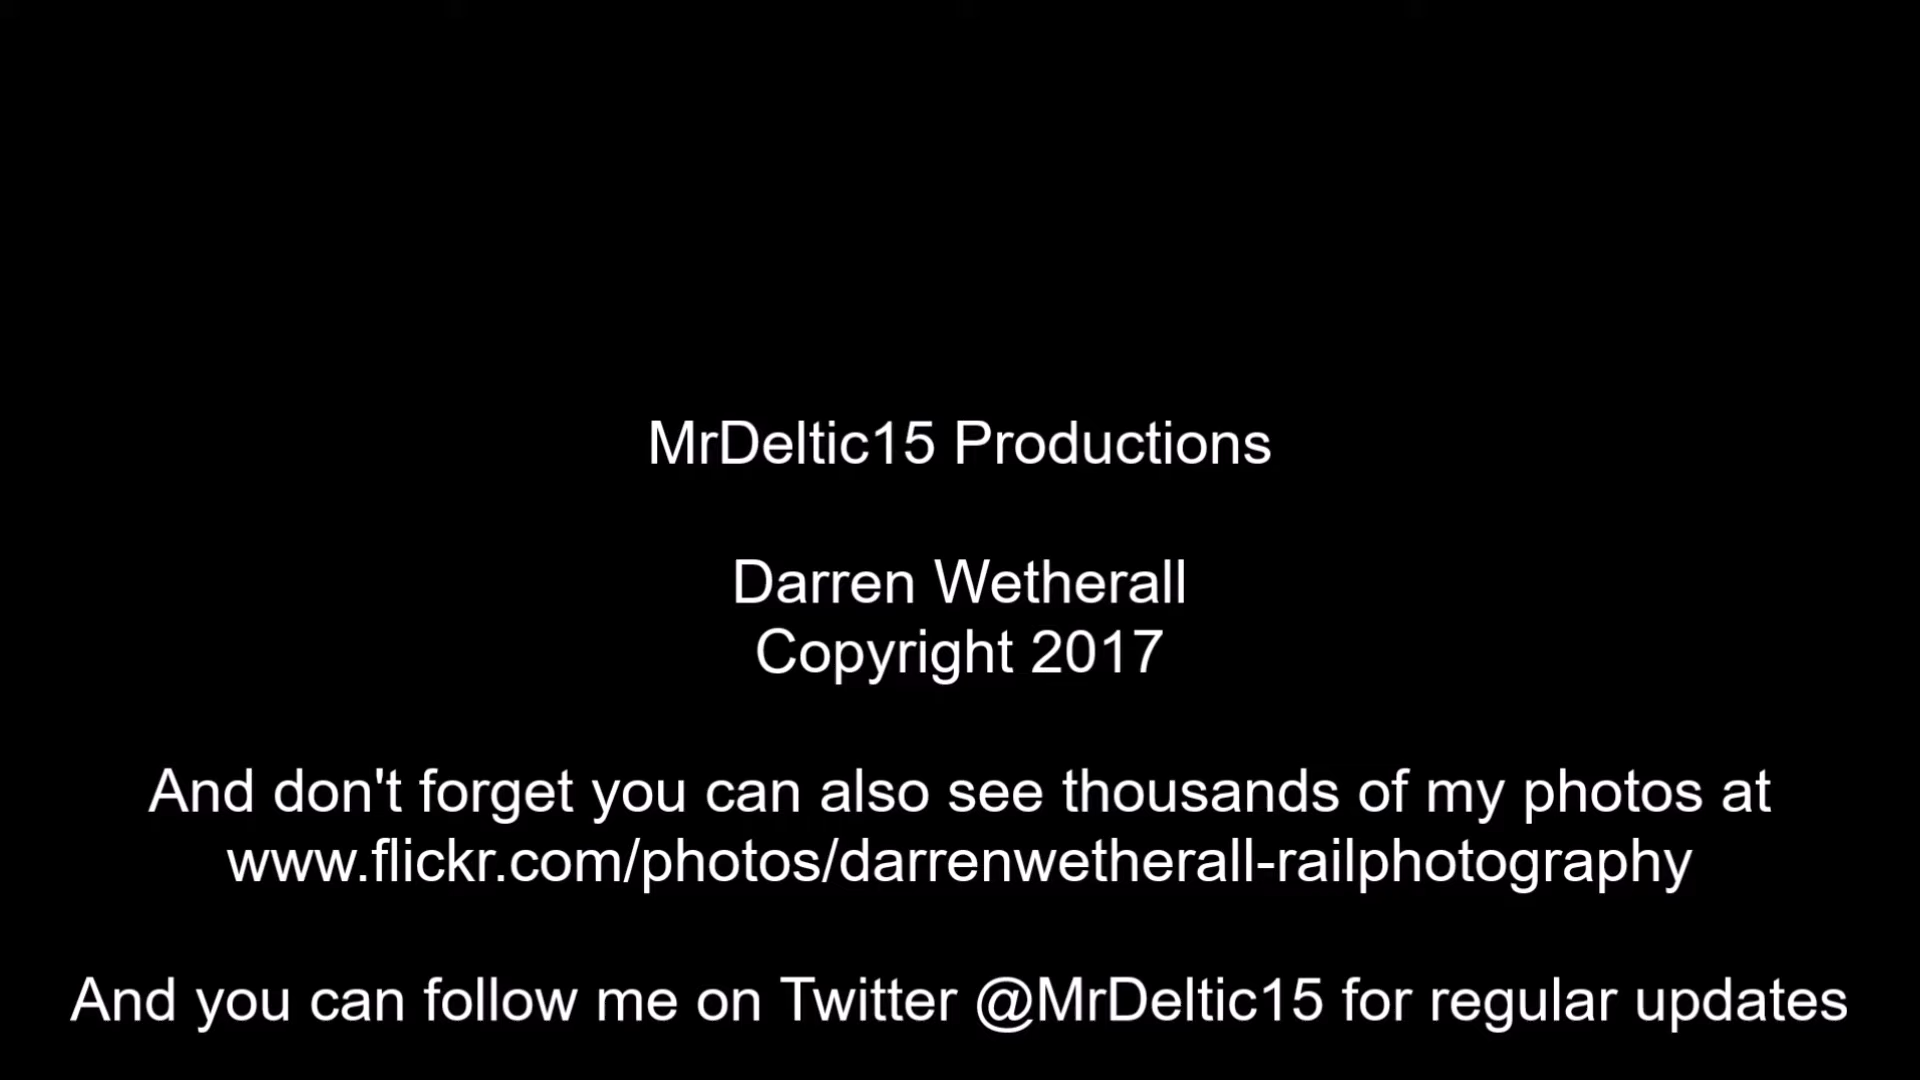 MrDeltic15 Productions
Darren Wetherall
Copyright 2017
And don't forget you can also see thousands of my photos at
www.flickr.com/photos/darrenwetherall-railphotography
And you can follow me on Twitter @MrDeltic15 for regular updates